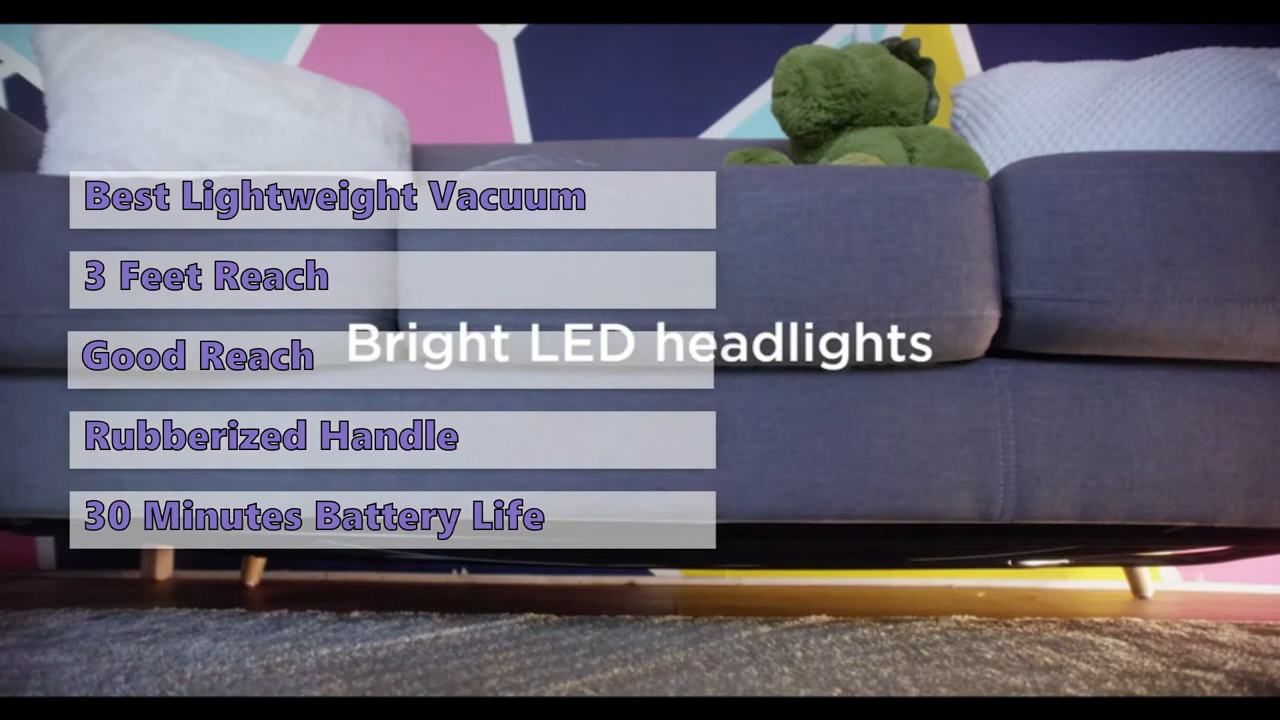 Best Lightweight Vacuum
3 Feet Reach
Bright LED headlights
Good Reach
Rubberized Handle
30 Minutes Battery Life